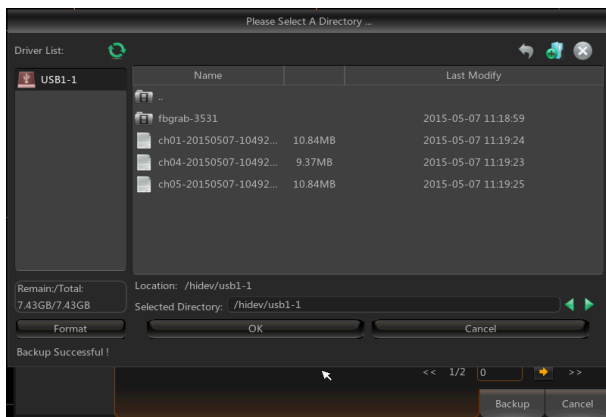 Please Select A Directory ...
Driver List:
USB1-1
Name Last Modify
..
fbgrab-3531 2015-05-07 11:18:59
ch01-20150507-10492... 10.84MB 2015-05-07 11:19:24
ch04-20150507-10492... 9.37MB 2015-05-07 11:19:23
ch05-20150507-10492... 10.84MB 2015-05-07 11:19:25
Remain:/Total:
7.43GB/7.43GB
Location: /hidev/usb1-1
Selected Directory: /hidev/usb1-1
Format OK Cancel
Backup Successful !
<< 1/2 0 >>
Backup Cancel